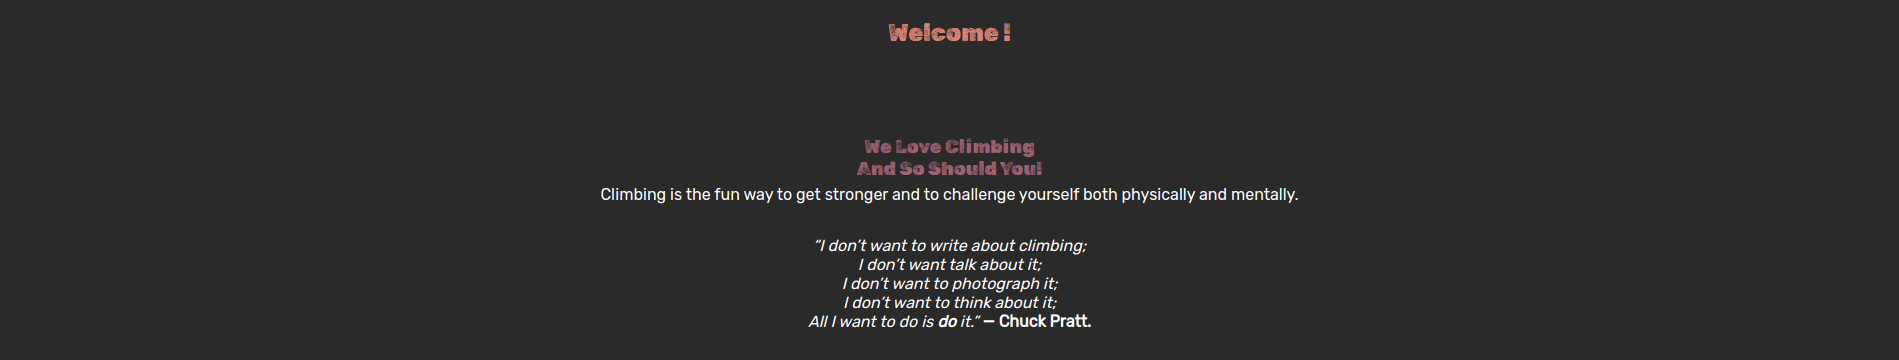 Welcome !
We Love Climbing
And So Should You!
Climbing is the fun way to get stronger and to challenge yourself both physically and mentally.
“I don’t want to write about climbing;
I don’t want talk about it;
I don’t want to photograph it;
I don’t want to think about it;
All I want to do is do it.” — Chuck Pratt.